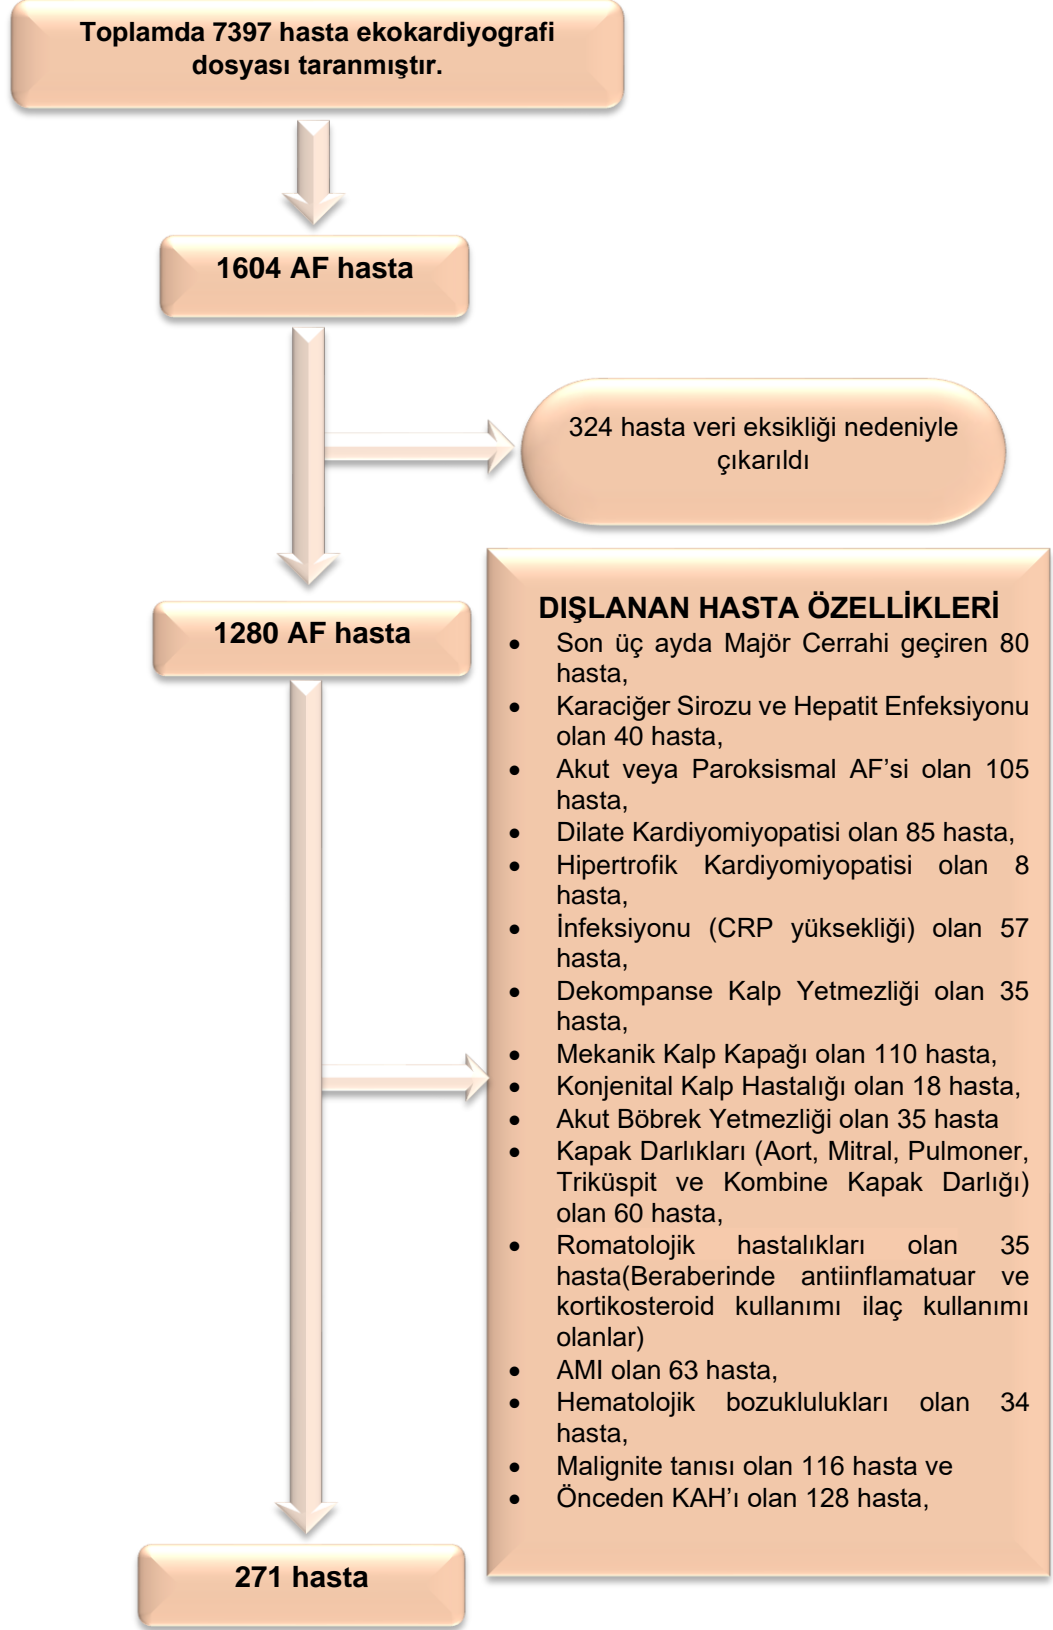 Toplamda 7397 hasta ekokardiyografi
dosyası taranmıştır.
1604 AF hasta
324 hasta veri eksikliği nedeniyle
çıkarıldı
1280 AF hasta
DIŞLANAN HASTA ÖZELLİKLERİ
• Son üç ayda Majör Cerrahi geçiren 80
hasta,
• Karaciğer Sirozu ve Hepatit Enfeksiyonu
olan 40 hasta,
• Akut veya Paroksismal AF’si olan 105
hasta,
• Dilate Kardiyomiyopatisi olan 85 hasta,
• Hipertrofik Kardiyomiyopatisi olan 8
hasta,
• İnfeksiyonu (CRP yüksekliği) olan 57
hasta,
• Dekompanse Kalp Yetmezliği olan 35
hasta,
• Mekanik Kalp Kapağı olan 110 hasta,
• Konjenital Kalp Hastalığı olan 18 hasta,
• Akut Böbrek Yetmezliği olan 35 hasta
• Kapak Darlıkları (Aort, Mitral, Pulmoner,
Triküspit ve Kombine Kapak Darlığı)
olan 60 hasta,
• Romatolojik hastalıkları olan 35
hasta(Beraberinde antiinflamatuar ve
kortikosteroid kullanımı ilaç kullanımı
olanlar)
• AMI olan 63 hasta,
• Hematolojik bozuklulukları olan 34
hasta,
• Malignite tanısı olan 116 hasta ve
• Önceden KAH’ı olan 128 hasta,
271 hasta